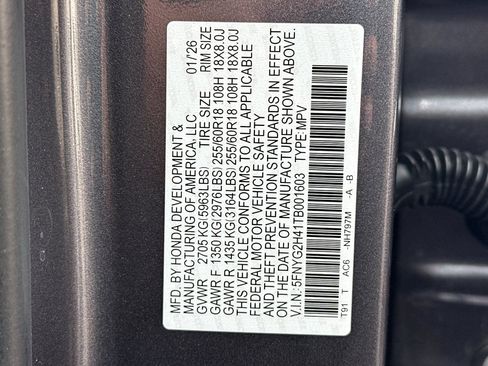 MFD. BY HONDA DEVELOPMENT &
MANUFACTURING OF AMERICA, LLC 01/26
GVWR 2705 KG(5963LBS) TIRE SIZE RIM SIZE
GAWR F 1350 KG(2976LBS) 255/60R18 108H 18X8.0J
GAWR R 1435 KG(3164LBS) 255/60R18 108H 18X8.0J
THIS VEHICLE CONFORMS TO ALL APPLICABLE
FEDERAL MOTOR VEHICLE SAFETY
AND THEFT PREVENTION STANDARDS IN EFFECT
ON THE DATE OF MANUFACTURE SHOWN ABOVE.
V.I.N.: 5FNYG2H41TB001603 TYPE: MPV
T91 T AC6 -NH797M -A -B